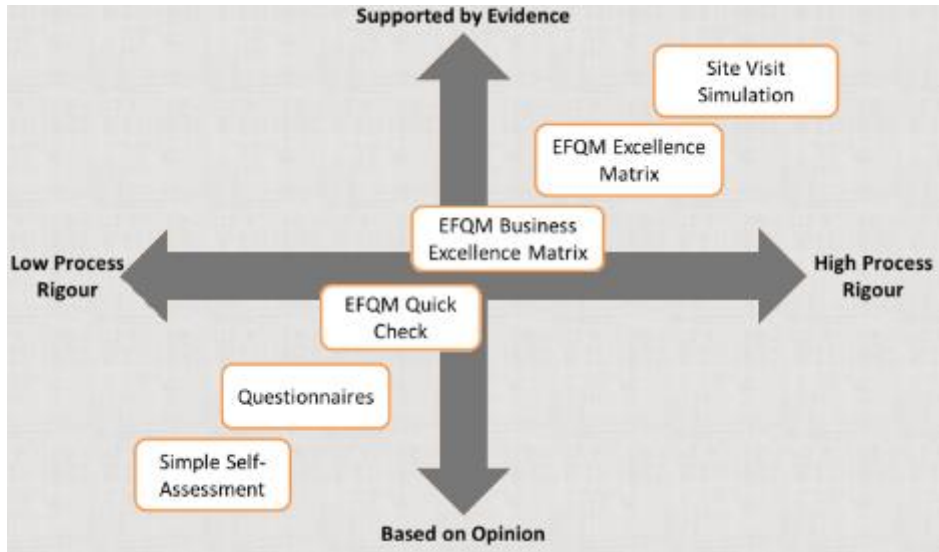 Supported by Evidence
Site Visit
Simulation
EFQM Excellence
Matrix
EFQM Business
Excellence Matrix
Low Process
Rigour
High Process
Rigour
EFQM Quick
Check
Questionnaires
Simple Self-
Assessment
Based on Opinion